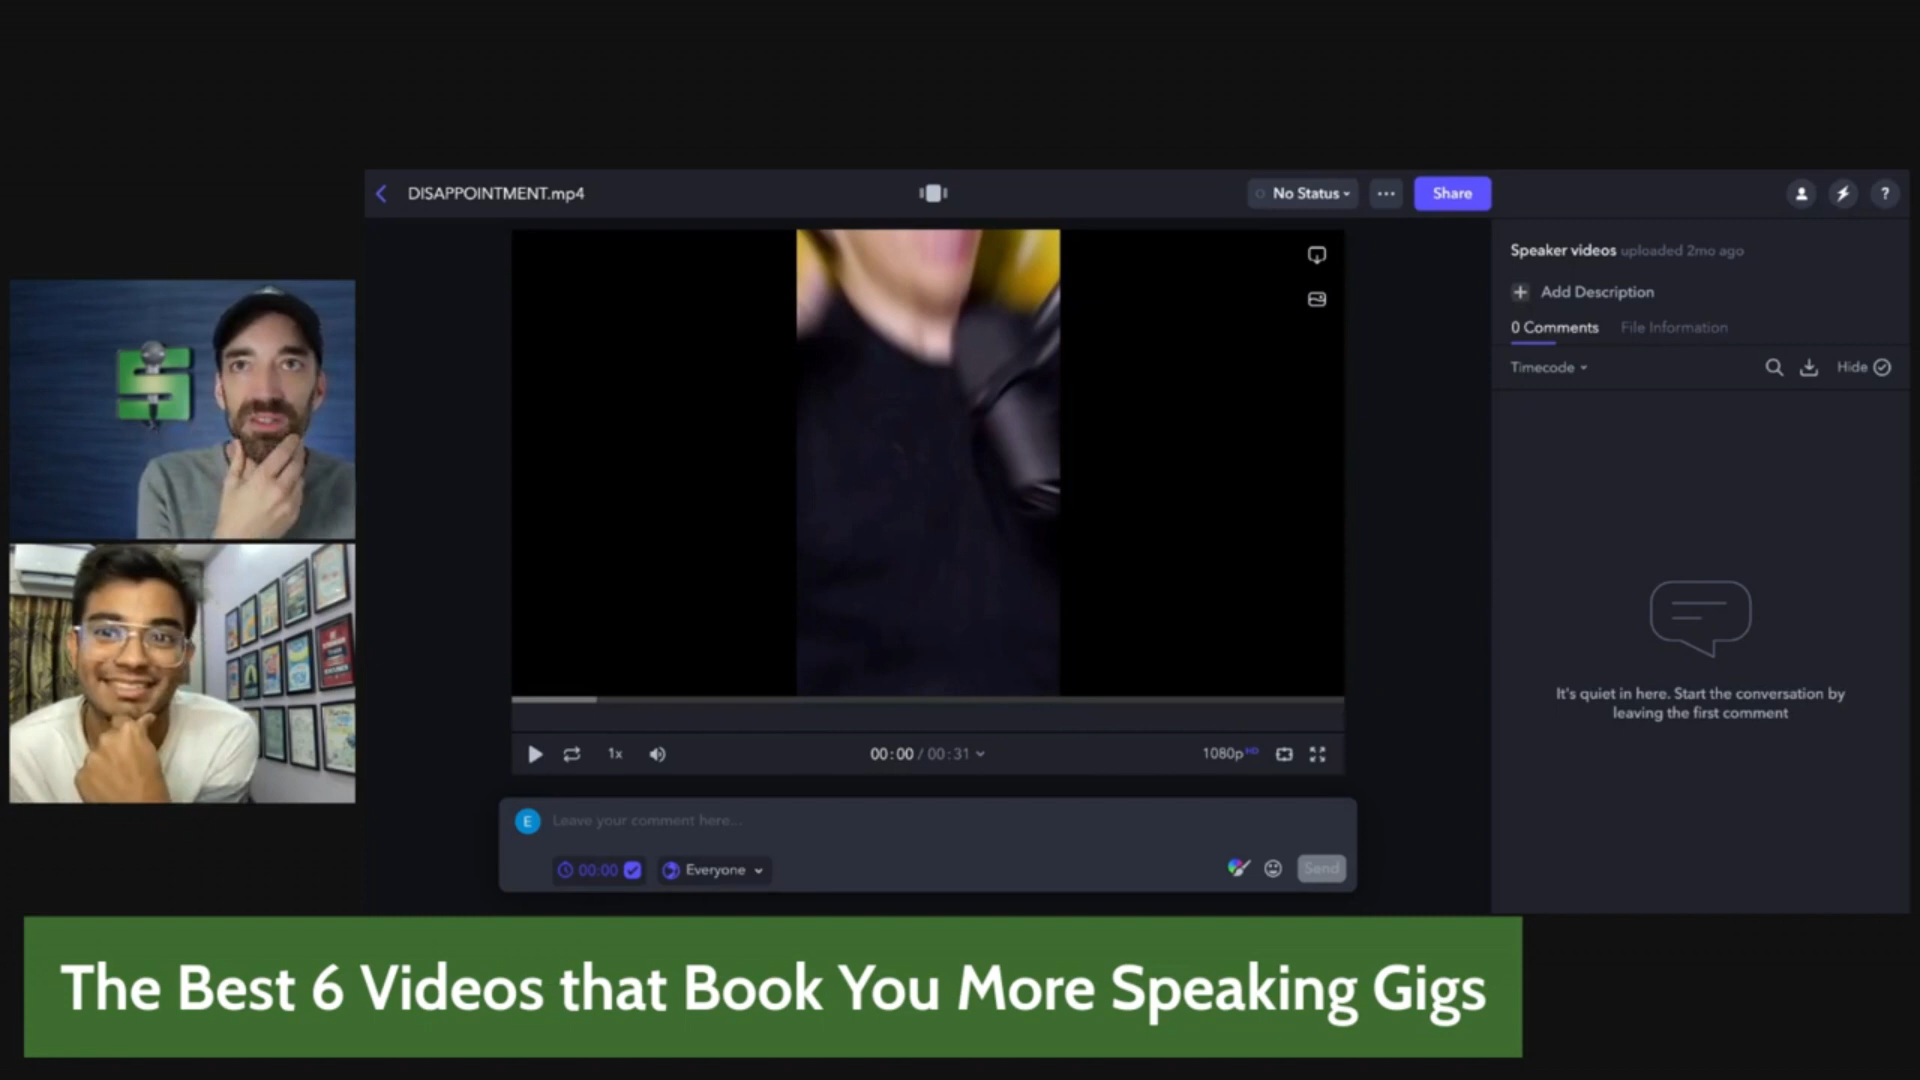 DISAPPOINTMENT.mp4
No Status
Share
?
Speaker videos uploaded 2mo ago
+ Add Description
0 Comments File Information
Timecode
Hide
It's quiet in here. Start the conversation by
leaving the first comment
1x
00:00 / 00:31
1080p HD
E
Leave your comment here...
00:00
Everyone
Send
The Best 6 Videos that Book You More Speaking Gigs